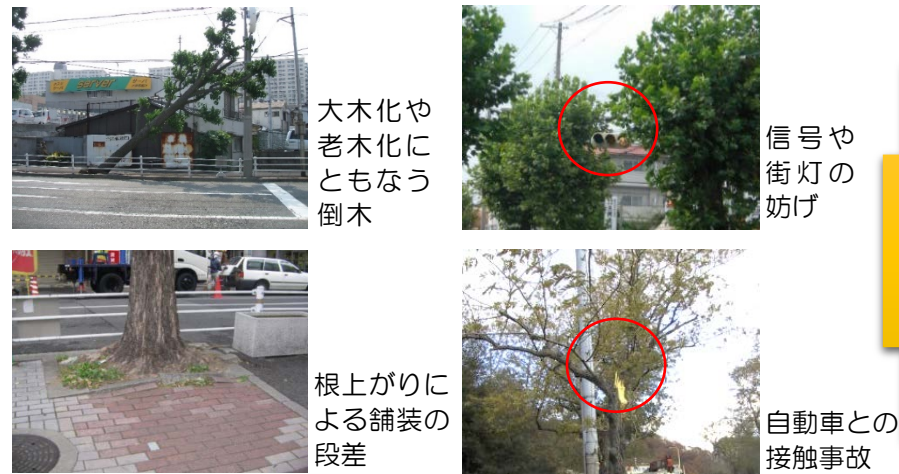 大木化や
老木化に
ともなう
倒木
信号や
街灯の
妨げ
根上がりに
よる舗装の
段差
自動車との
接触事故